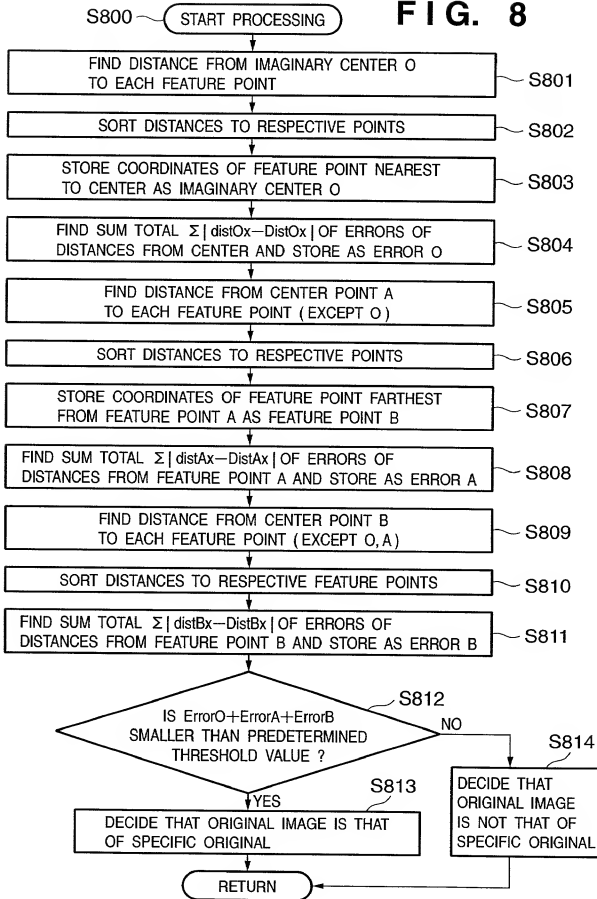 FIG. 8
S800
START PROCESSING
FIND DISTANCE FROM IMAGINARY CENTER O
TO EACH FEATURE POINT
S801
SORT DISTANCES TO RESPECTIVE POINTS
S802
STORE COORDINATES OF FEATURE POINT NEAREST
TO CENTER AS IMAGINARY CENTER O
S803
FIND SUM TOTAL Σ|distOx−DistOx| OF ERRORS OF
DISTANCES FROM CENTER AND STORE AS ERROR O
S804
FIND DISTANCE FROM CENTER POINT A
TO EACH FEATURE POINT (EXCEPT O)
S805
SORT DISTANCES TO RESPECTIVE POINTS
S806
STORE COORDINATES OF FEATURE POINT FARTHEST
FROM FEATURE POINT A AS FEATURE POINT B
S807
FIND SUM TOTAL Σ|distAx−DistAx| OF ERRORS OF
DISTANCES FROM FEATURE POINT A AND STORE AS ERROR A
S808
FIND DISTANCE FROM CENTER POINT B
TO EACH FEATURE POINT (EXCEPT O,A)
S809
SORT DISTANCES TO RESPECTIVE FEATURE POINTS
S810
FIND SUM TOTAL Σ|distBx−DistBx| OF ERRORS OF
DISTANCES FROM FEATURE POINT B AND STORE AS ERROR B
S811
S812
IS ErrorO+ErrorA+ErrorB
SMALLER THAN PREDETERMINED
THRESHOLD VALUE ?
NO
YES
S813
DECIDE THAT ORIGINAL IMAGE IS THAT
OF SPECIFIC ORIGINAL
S814
DECIDE THAT
ORIGINAL IMAGE
IS NOT THAT OF
SPECIFIC ORIGINAL
RETURN